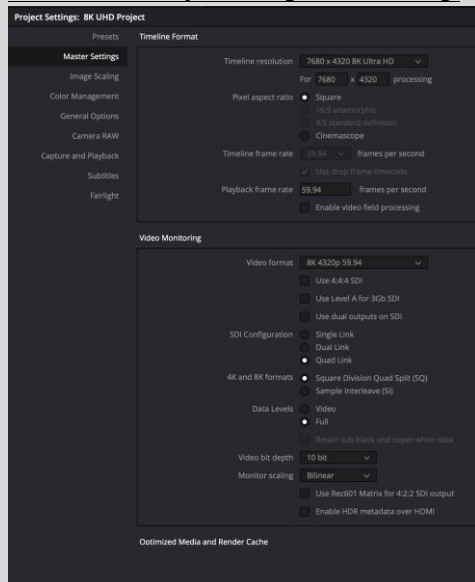 Project Settings: 8K UHD Project
Presets
Master Settings
Image Scaling
Color Management
General Options
Camera RAW
Capture and Playback
Subtitles
Fairlight
Timeline Format
Timeline resolution 7680 x 4320 8K Ultra HD
For 7680 x 4320 processing
Pixel aspect ratio Square
16:9 anamorphic
4:3 standard definition
Cinemascope
Timeline frame rate 59.94 frames per second
Use drop frame timecode
Playback frame rate 59.94 frames per second
Enable video field processing
Video Monitoring
Video format 8K 4320p 59.94
Use 4:4:4 SDI
Use Level A for 3Gb SDI
Use dual outputs on SDI
SDI Configuration Single Link
Dual Link
Quad Link
4K and 8K formats Square Division Quad Split (SQ)
Sample Interleave (SI)
Data Levels Video
Full
Retain sub-black and super-white data
Video bit depth 10 bit
Monitor scaling Bilinear
Use Rec601 Matrix for 4:2:2 SDI output
Enable HDR metadata over HDMI
Optimized Media and Render Cache